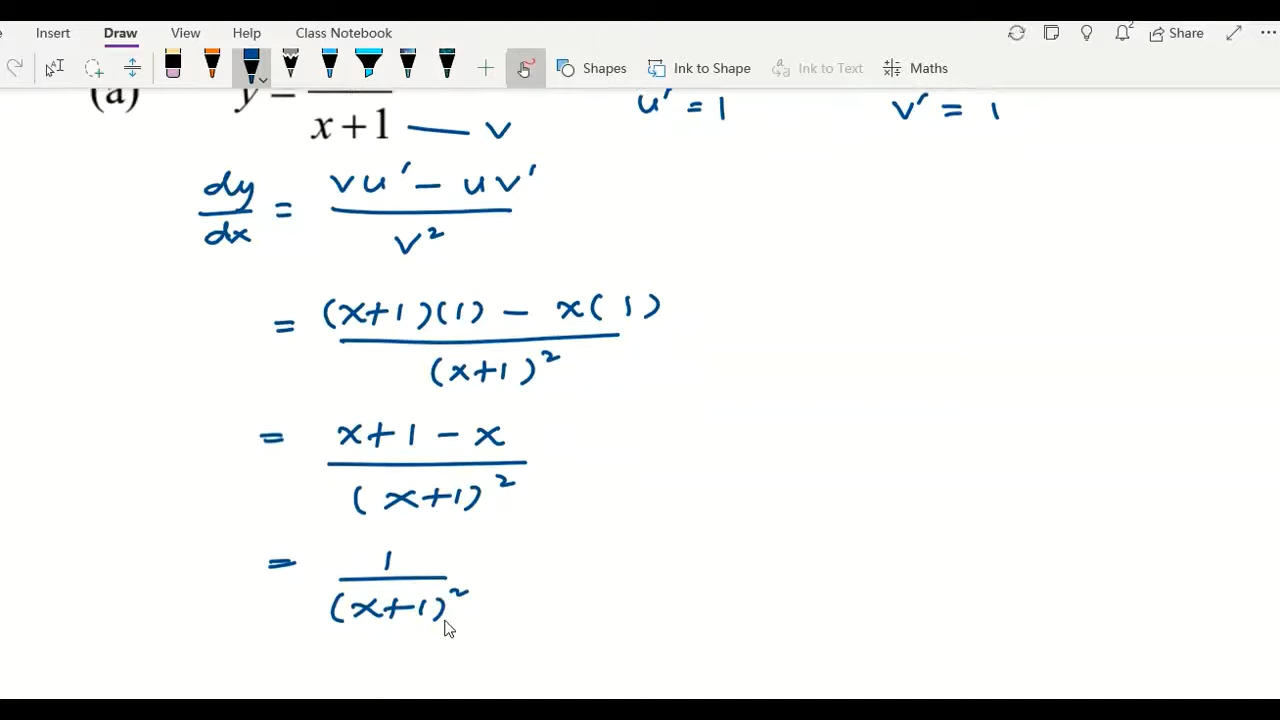 Insert Draw View Help Class Notebook 2 Share
Shapes Ink to Shape Ink to Text Maths
(a) y =
u' = 1 v' = 1
x + 1 — v
dy/dx = (vu' - uv')/v²
= ((x+1)(1) - x(1))/(x+1)²
= (x+1-x)/(x+1)²
= 1/(x+1)²